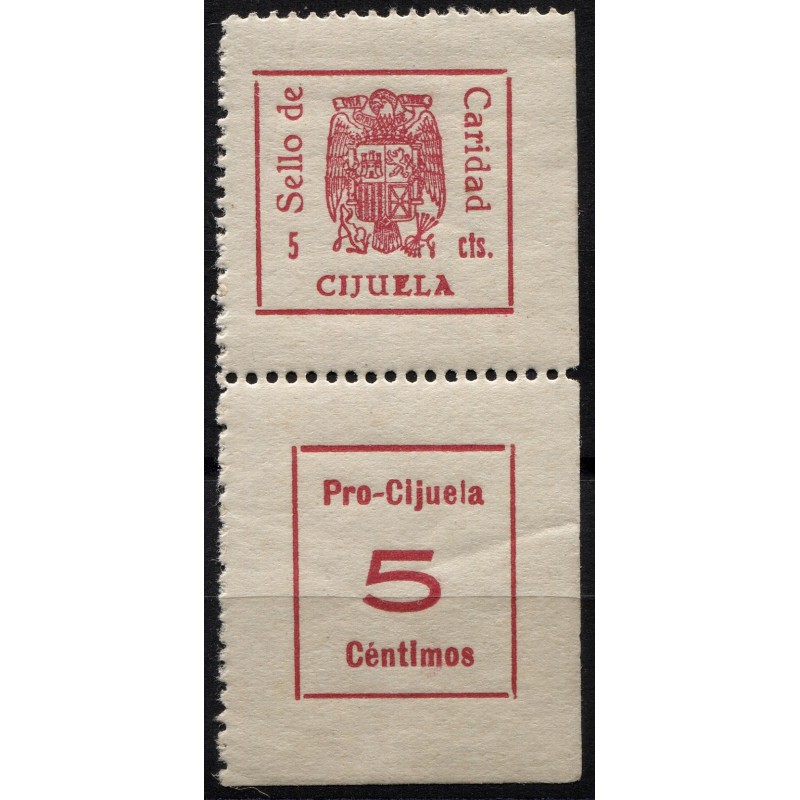 Sello de
Caridad
5 cts.
CIJUELA
Pro-Cijuela
5
Céntimos